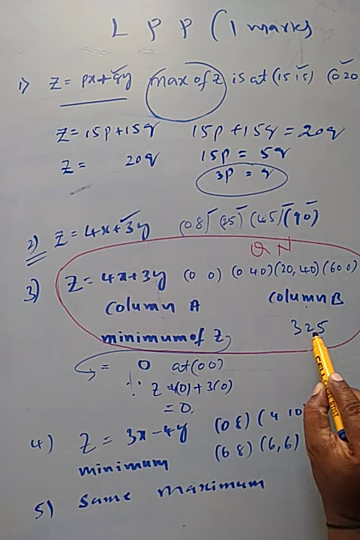 LPP (1 marks
1) Z = px+qy max of z is at (15 15) (0 20
Z = 15p+15q 15p+15q = 20q
Z = 20q 15p = 5q
3p = q
2) Z = 4x+3y (0 8) (2 5) (4 5) (9 0)
QN
3) Z = 4x+3y (0 0) (0 40) (20, 40) (60 0)
column A column B
minimum of Z, 325
= 0 at (0 0)
∴ Z = 4(0) + 3(0)
= 0.
4) Z = 3x-4y (0 8) (4 10
minimum (6 8) (6,6)
5) same maximum